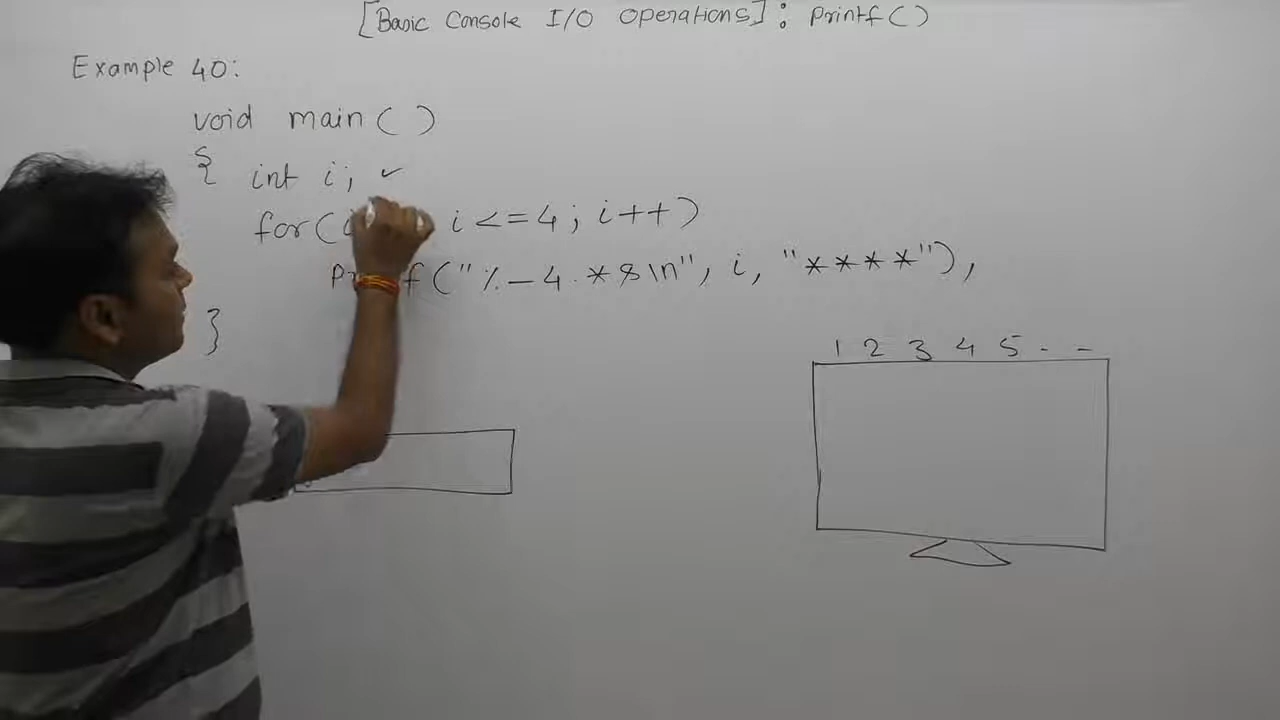 [Basic Console I/O Operations] : Printf()
Example 40:
void main( )
{ int i; ✓
for( i <=4 ; i++)
f("%-4.*s\n", i, "****"),
}
1 2 3 4 5 - -